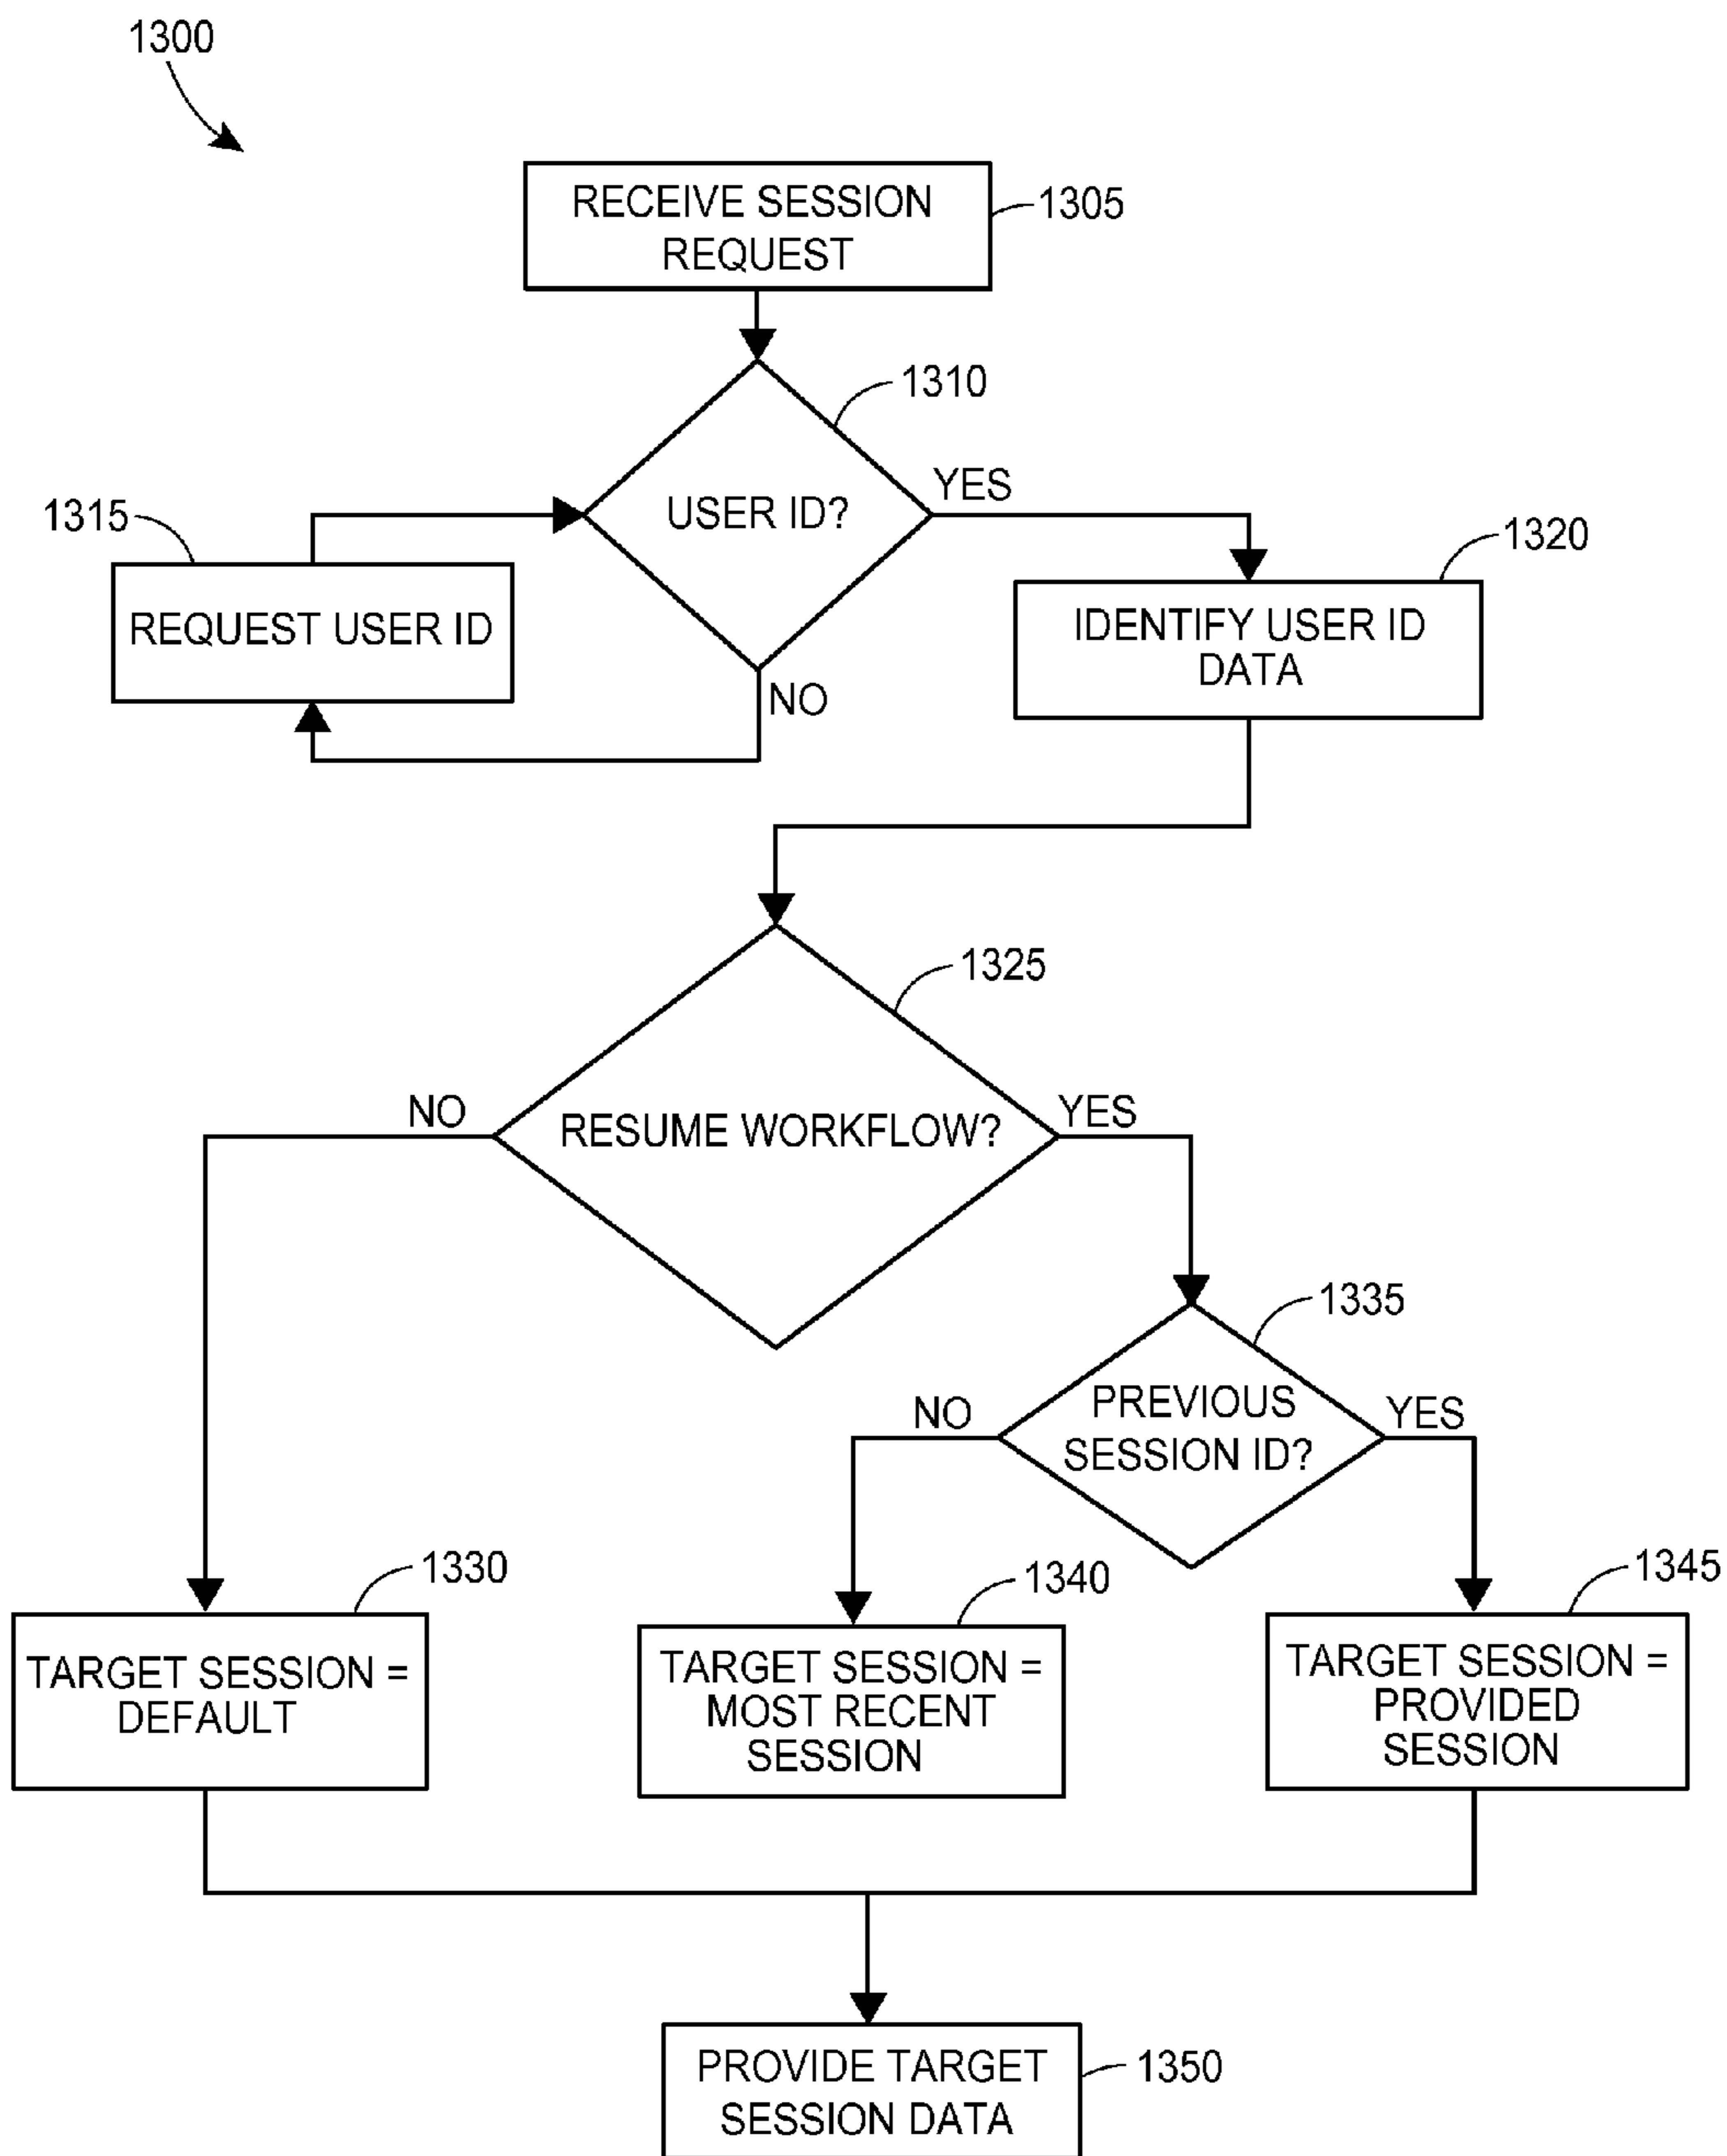 1300
RECEIVE SESSION
REQUEST
1305
1310
USER ID?
YES
NO
1315
REQUEST USER ID
1320
IDENTIFY USER ID
DATA
1325
RESUME WORKFLOW?
NO
YES
1335
PREVIOUS
SESSION ID?
NO
YES
1330
TARGET SESSION =
DEFAULT
1340
TARGET SESSION =
MOST RECENT
SESSION
1345
TARGET SESSION =
PROVIDED
SESSION
PROVIDE TARGET
SESSION DATA
1350